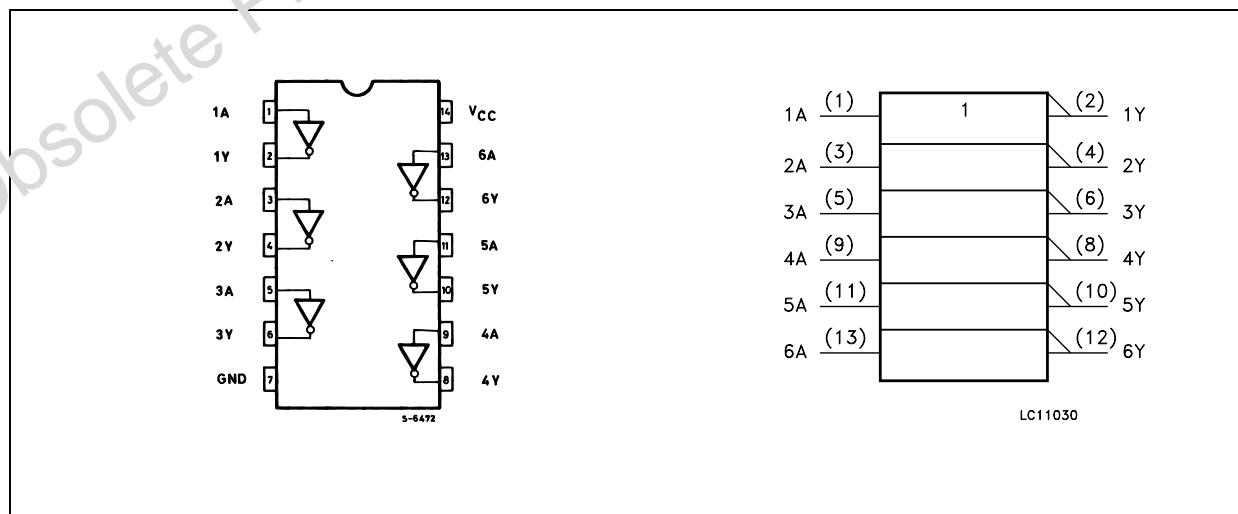 Obsolete P
1A 1 14 VCC
1Y 2 13 6A
2A 3 12 6Y
2Y 4 11 5A
3A 5 10 5Y
3Y 6 9 4A
GND 7 8 4Y
S-6472
1A (1) 1 (2) 1Y
2A (3) (4) 2Y
3A (5) (6) 3Y
4A (9) (8) 4Y
5A (11) (10) 5Y
6A (13) (12) 6Y
LC11030